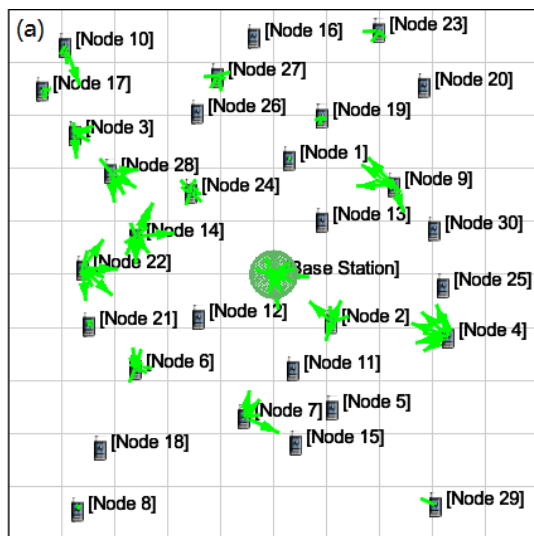 (a)
[Node 10]
[Node 16]
[Node 23]
[Node 17]
[Node 27]
[Node 20]
[Node 26]
[Node 19]
[Node 3]
[Node 1]
[Node 28]
[Node 24]
[Node 9]
[Node 13]
[Node 14]
[Node 30]
[Node 22]
[Base Station]
[Node 25]
[Node 21]
[Node 12]
[Node 2]
[Node 4]
[Node 6]
[Node 11]
[Node 7]
[Node 5]
[Node 18]
[Node 15]
[Node 8]
[Node 29]